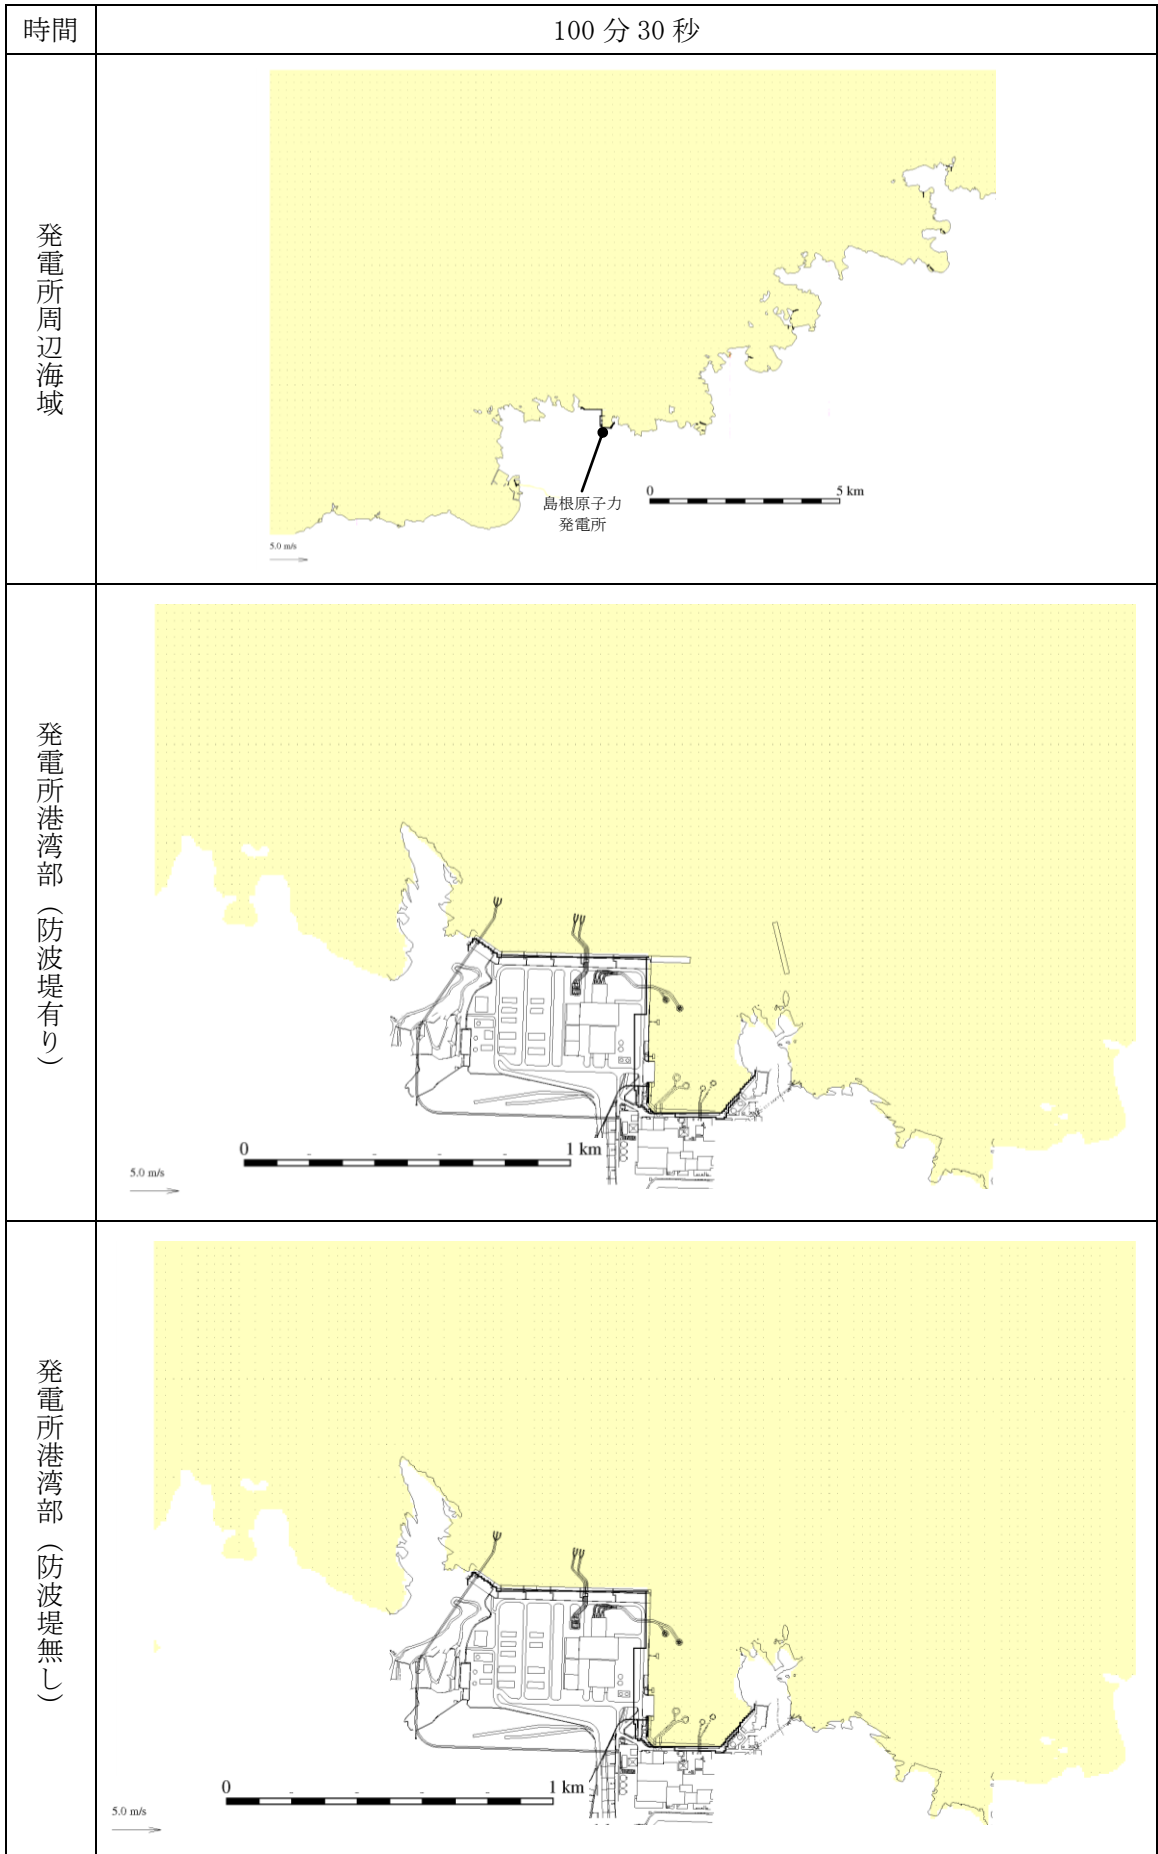 時間
100分30秒
発電所周辺海域
島根原子力
発電所
0
5 km
5.0 m/s
発電所港湾部（防波堤有り）
0
1 km
5.0 m/s
発電所港湾部（防波堤無し）
0
1 km
5.0 m/s